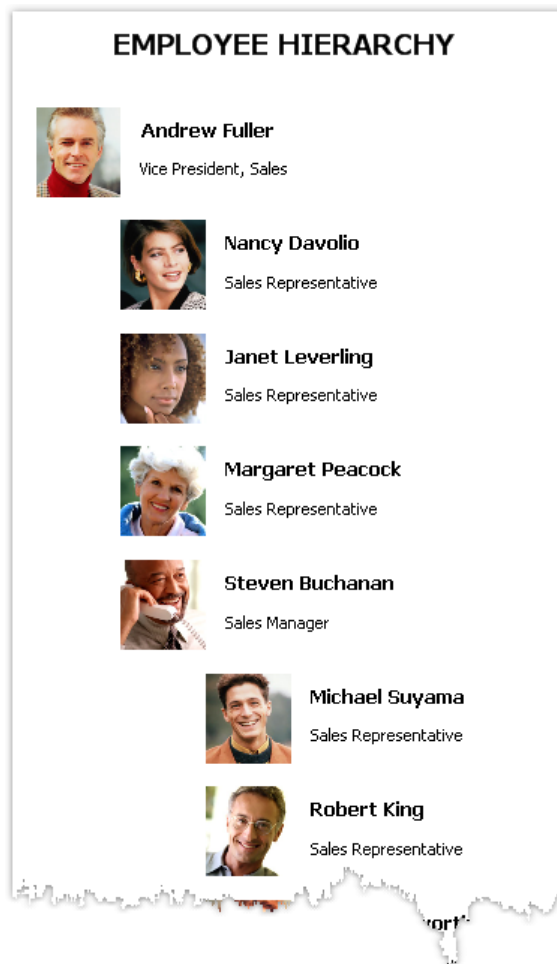 EMPLOYEE HIERARCHY
Andrew Fuller
Vice President, Sales
Nancy Davolio
Sales Representative
Janet Leverling
Sales Representative
Margaret Peacock
Sales Representative
Steven Buchanan
Sales Manager
Michael Suyama
Sales Representative
Robert King
Sales Representative